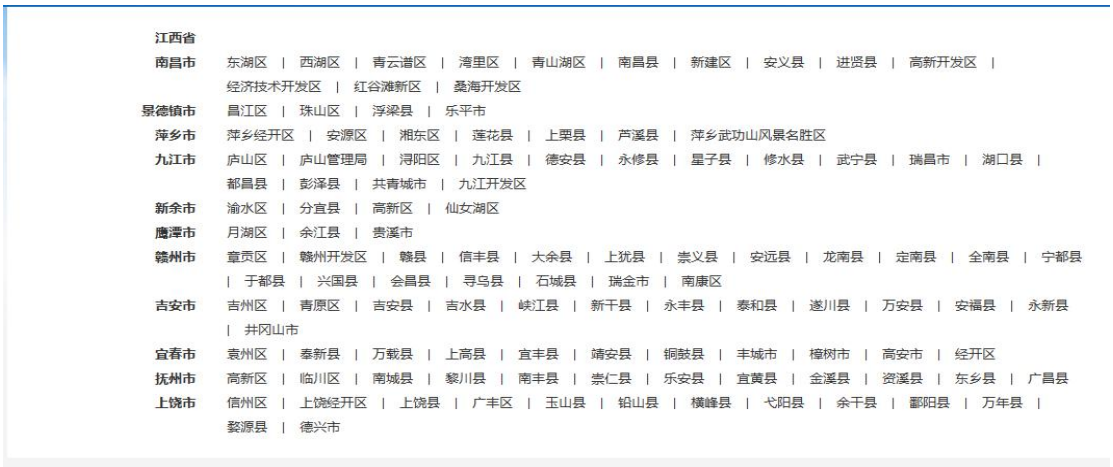 江西省
南昌市 东湖区 | 西湖区 | 青云谱区 | 湾里区 | 青山湖区 | 南昌县 | 新建区 | 安义县 | 进贤县 | 高新开发区 |
经济技术开发区 | 红谷滩新区 | 桑海开发区
景德镇市 昌江区 | 珠山区 | 浮梁县 | 乐平市
萍乡市 萍乡经开区 | 安源区 | 湘东区 | 莲花县 | 上栗县 | 芦溪县 | 萍乡武功山风景名胜区
九江市 庐山区 | 庐山管理局 | 浔阳区 | 九江县 | 德安县 | 永修县 | 星子县 | 修水县 | 武宁县 | 瑞昌市 | 湖口县 |
都昌县 | 彭泽县 | 共青城市 | 九江开发区
新余市 渝水区 | 分宜县 | 高新区 | 仙女湖区
鹰潭市 月湖区 | 余江县 | 贵溪市
赣州市 章贡区 | 赣州开发区 | 赣县 | 信丰县 | 大余县 | 上犹县 | 崇义县 | 安远县 | 龙南县 | 定南县 | 全南县 | 宁都县
| 于都县 | 兴国县 | 会昌县 | 寻乌县 | 石城县 | 瑞金市 | 南康区
吉安市 吉州区 | 青原区 | 吉安县 | 吉水县 | 峡江县 | 新干县 | 永丰县 | 泰和县 | 遂川县 | 万安县 | 安福县 | 永新县
| 井冈山市
宜春市 袁州区 | 奉新县 | 万载县 | 上高县 | 宜丰县 | 靖安县 | 铜鼓县 | 丰城市 | 樟树市 | 高安市 | 经开区
抚州市 高新区 | 临川区 | 南城县 | 黎川县 | 南丰县 | 崇仁县 | 乐安县 | 宜黄县 | 金溪县 | 资溪县 | 东乡县 | 广昌县
上饶市 信州区 | 上饶经开区 | 上饶县 | 广丰区 | 玉山县 | 铅山县 | 横峰县 | 弋阳县 | 余干县 | 鄱阳县 | 万年县 |
婺源县 | 德兴市